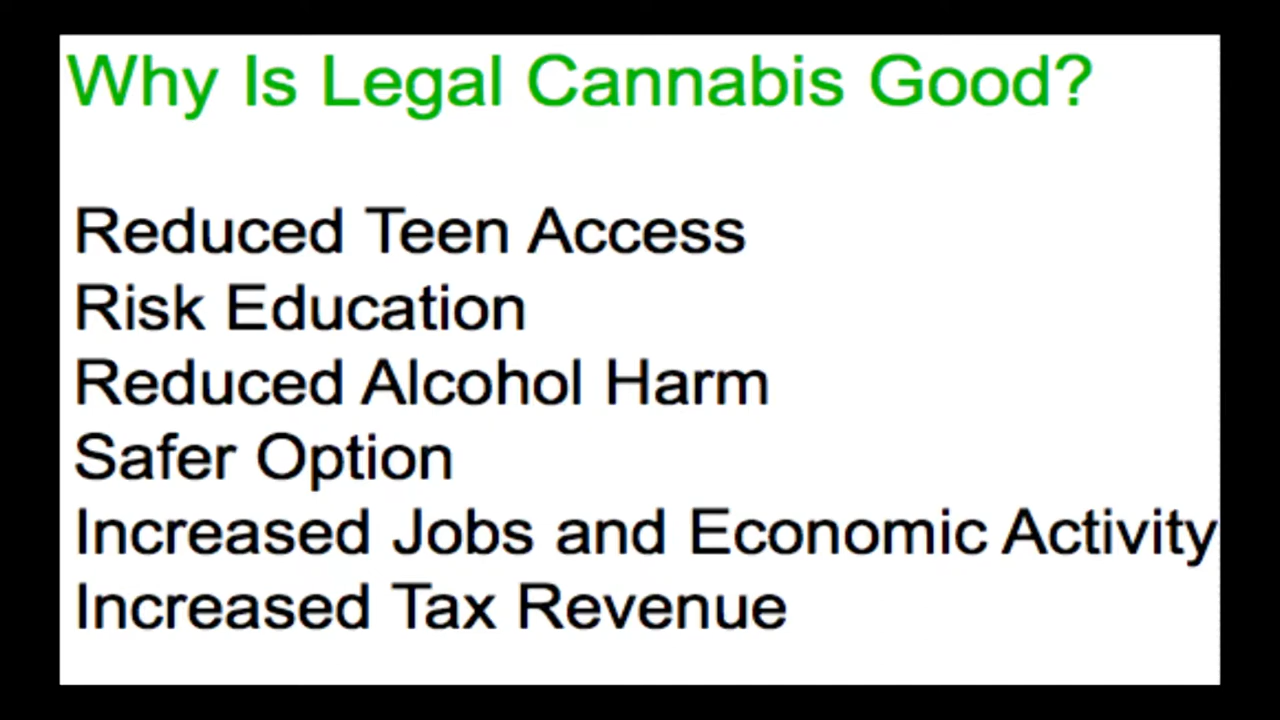 Why Is Legal Cannabis Good?
Reduced Teen Access
Risk Education
Reduced Alcohol Harm
Safer Option
Increased Jobs and Economic Activity
Increased Tax Revenue